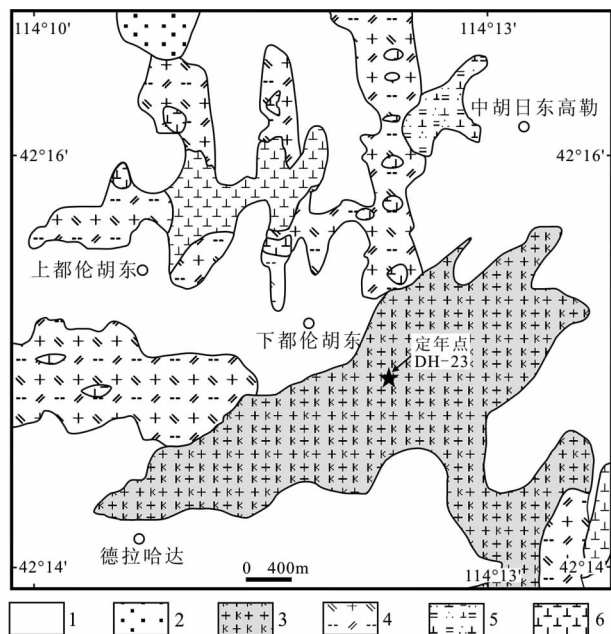 114°10'
114°13'
中胡日东高勒
42°16'
42°16'
上都伦胡东
下都伦胡东
定年点
DH-23
德拉哈达
0 400m
42°14'
114°13'
42°14'
1 2 3 4 5 6